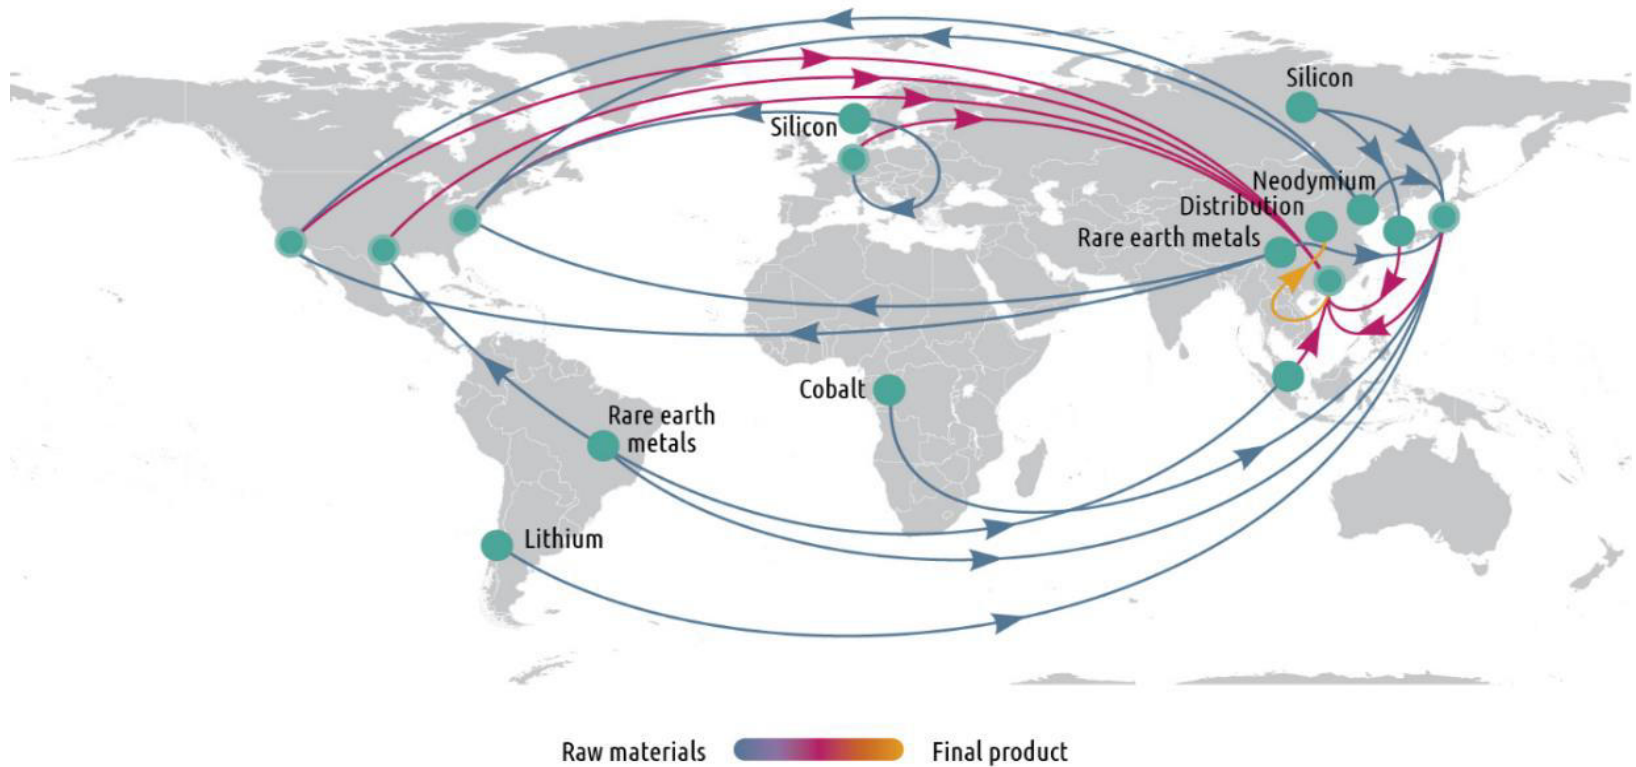 Silicon
Silicon
Neodymium
Distribution
Rare earth metals
Cobalt
Rare earth
metals
Lithium
Raw materials
Final product